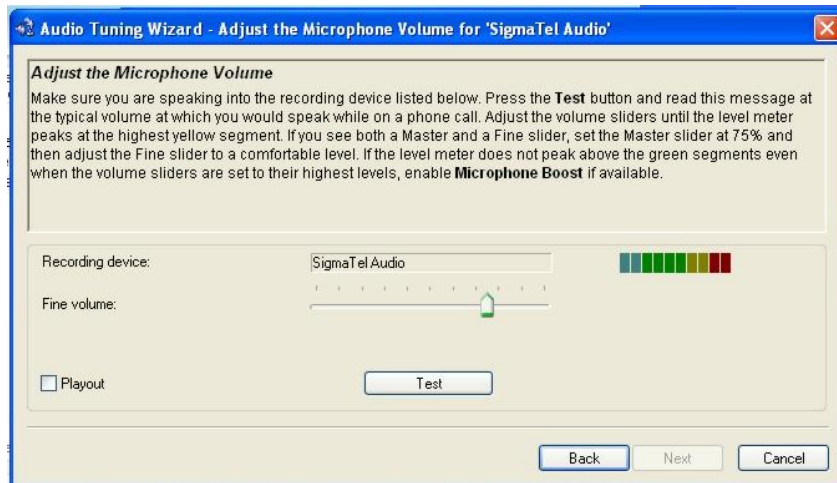 Audio Tuning Wizard - Adjust the Microphone Volume for 'SigmaTel Audio'
Adjust the Microphone Volume
Make sure you are speaking into the recording device listed below. Press the Test button and read this message at
the typical volume at which you would speak while on a phone call. Adjust the volume sliders until the level meter
peaks at the highest yellow segment. If you see both a Master and a Fine slider, set the Master slider at 75% and
then adjust the Fine slider to a comfortable level. If the level meter does not peak above the green segments even
when the volume sliders are set to their highest levels, enable Microphone Boost if available.
Recording device: SigmaTel Audio
Fine volume:
Playout Test
Back Next Cancel